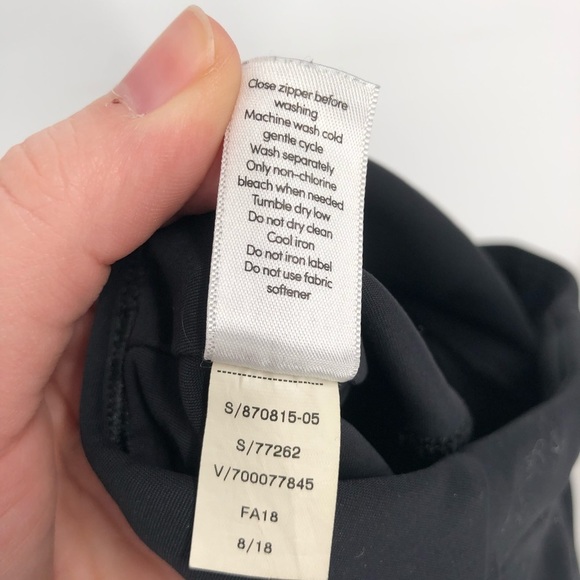 Close zipper before
washing
Machine wash cold
gentle cycle
Wash separately
Only non-chlorine
bleach when needed
Tumble dry low
Do not dry clean
Cool iron
Do not iron label
Do not use fabric
softener
S/870815-05
S/77262
V/700077845
FA18
8/18